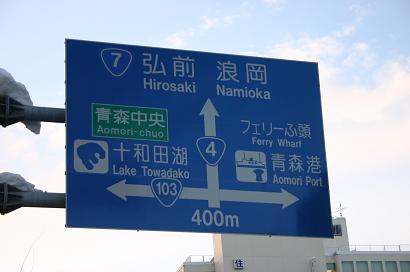 7 弘前 浪岡
Hirosaki Namioka
青森中央
Aomori-chuo
フェリーふ頭
Ferry Wharf
4
十和田湖
Lake Towadako
103
青森港
Aomori Port
400m
住